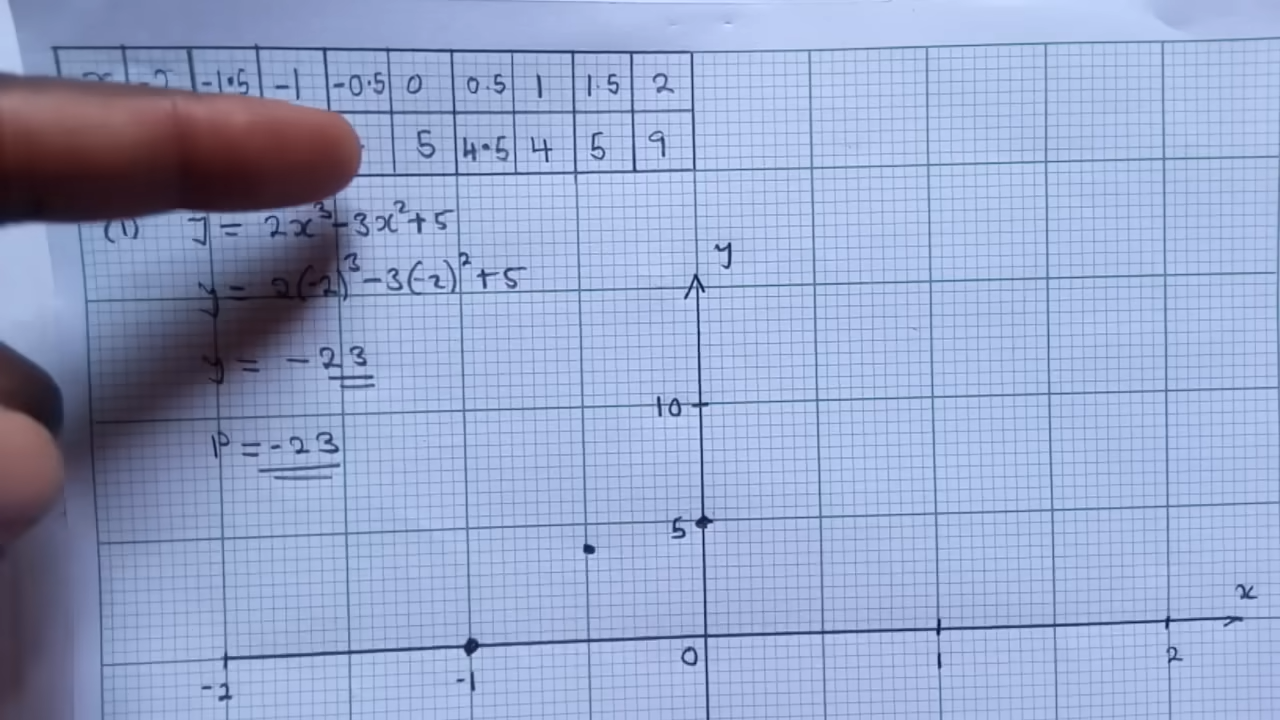 -2 -1.5 -1 -0.5 0 0.5 1 1.5 2
5 4.5 4 5 9
(1) y = 2x³-3x²+5
y = 2(-2)³-3(-2)²+5
y = -23
P = -23
y
10
5
x
-2 -1 0 1 2